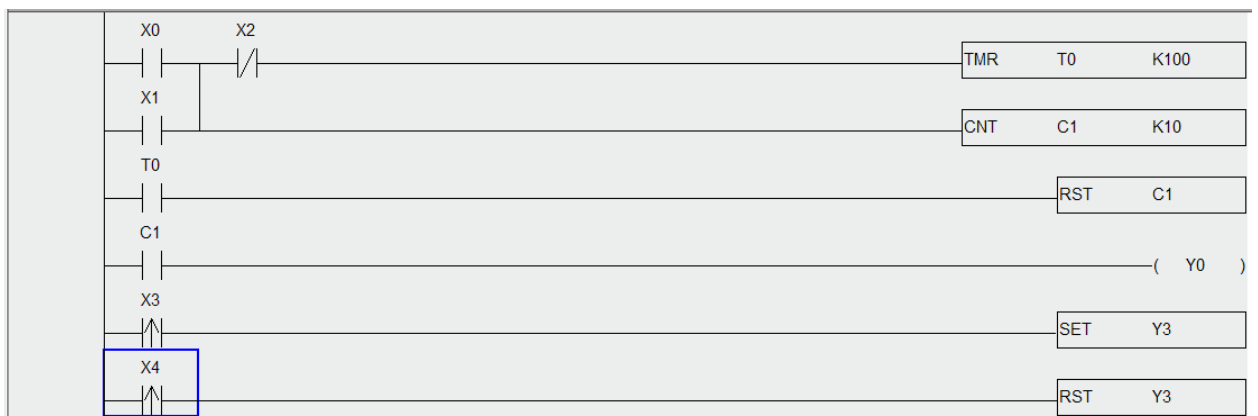 X0 X2
TMR T0 K100
X1
CNT C1 K10
T0
RST C1
C1
( Y0 )
X3
SET Y3
X4
RST Y3